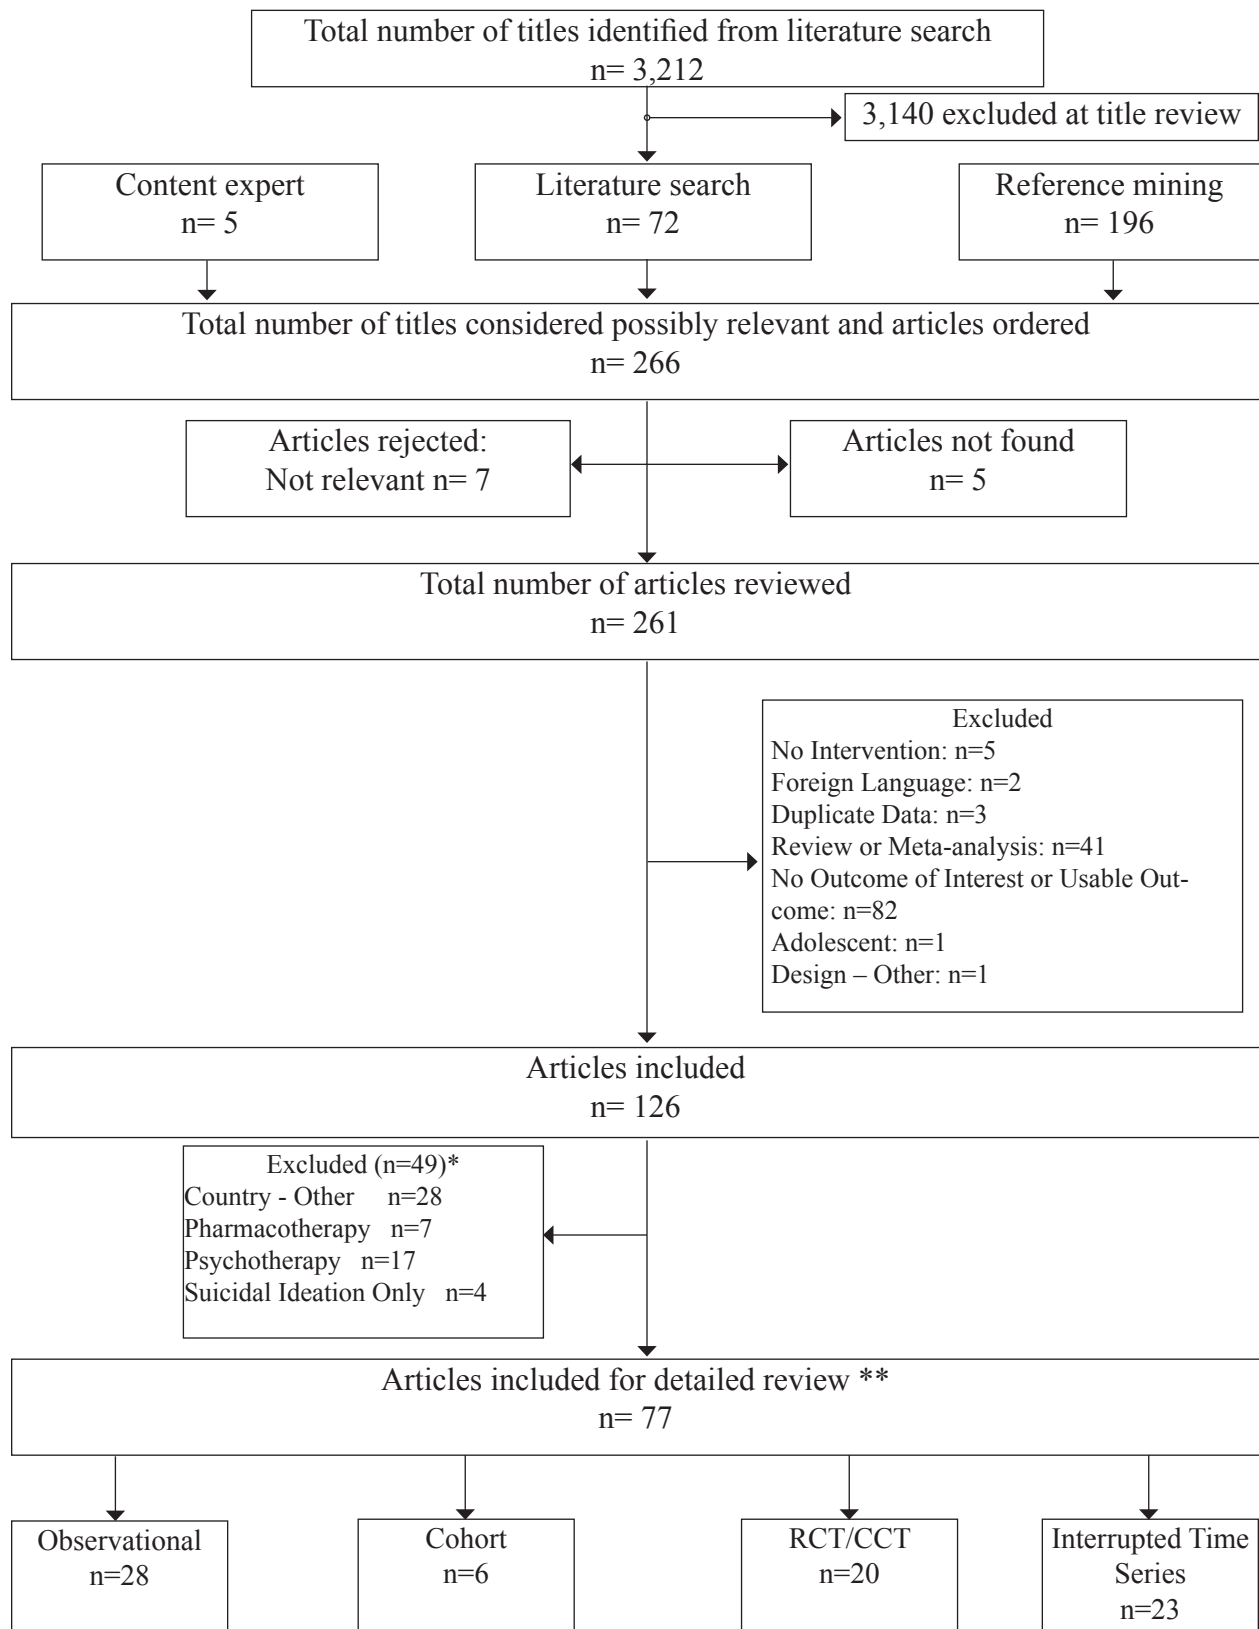 Total number of titles identified from literature search
n= 3,212
3,140 excluded at title review
Content expert
n= 5
Literature search
n= 72
Reference mining
n= 196
Total number of titles considered possibly relevant and articles ordered
n= 266
Articles rejected:
Not relevant n= 7
Articles not found
n= 5
Total number of articles reviewed
n= 261
Excluded
No Intervention: n=5
Foreign Language: n=2
Duplicate Data: n=3
Review or Meta-analysis: n=41
No Outcome of Interest or Usable Out-
come: n=82
Adolescent: n=1
Design – Other: n=1
Articles included
n= 126
Excluded (n=49)*
Country - Other n=28
Pharmacotherapy n=7
Psychotherapy n=17
Suicidal Ideation Only n=4
Articles included for detailed review **
n= 77
Observational
n=28
Cohort
n=6
RCT/CCT
n=20
Interrupted Time
Series
n=23